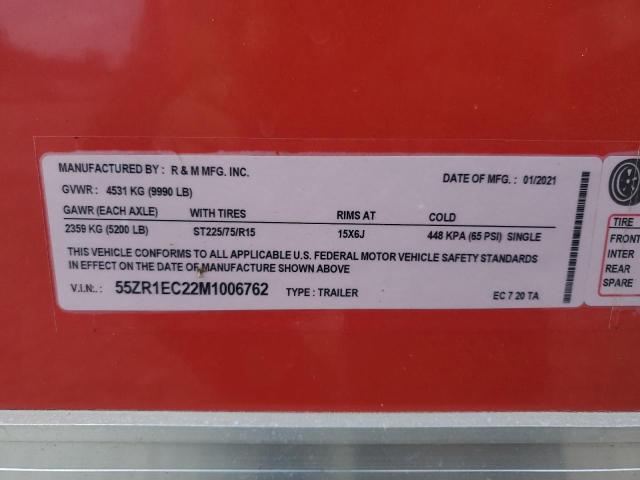 MANUFACTURED BY : R & M MFG. INC. DATE OF MFG. : 01/2021
GVWR : 4531 KG (9990 LB)
GAWR (EACH AXLE) WITH TIRES RIMS AT COLD
2359 KG (5200 LB) ST225/75/R15 15X6J 448 KPA (65 PSI) SINGLE
THIS VEHICLE CONFORMS TO ALL APPLICABLE U.S. FEDERAL MOTOR VEHICLE SAFETY STANDARDS
IN EFFECT ON THE DATE OF MANUFACTURE SHOWN ABOVE
V.I.N.: : 55ZR1EC22M1006762 TYPE : TRAILER EC 7 20 TA
TIRE
FRONT
INTER
REAR
SPARE